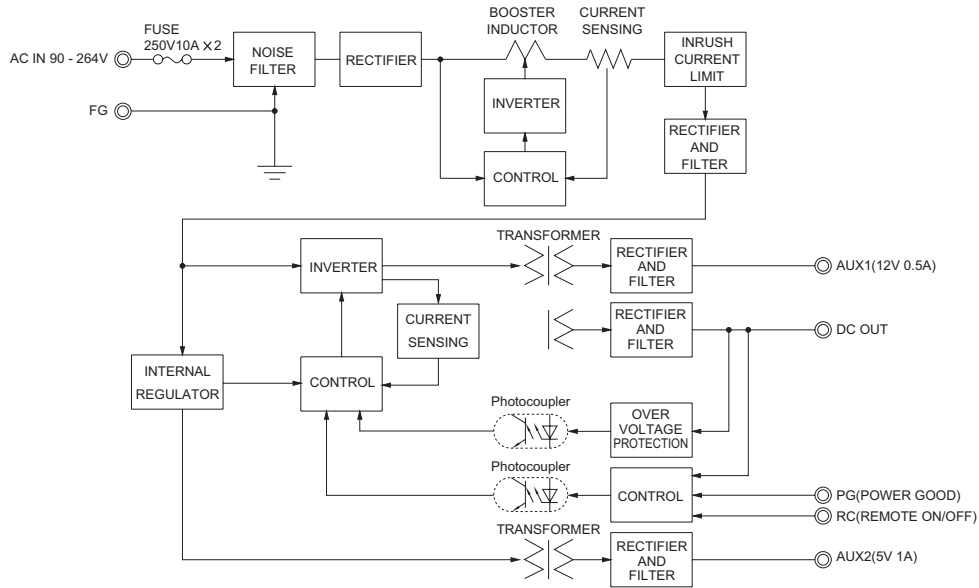 BOOSTER
INDUCTOR
CURRENT
SENSING
FUSE
250V10A ×2
AC IN 90 - 264V
NOISE
FILTER
RECTIFIER
INRUSH
CURRENT
LIMIT
FG
INVERTER
CONTROL
RECTIFIER
AND
FILTER
TRANSFORMER
INVERTER
RECTIFIER
AND
FILTER
AUX1(12V 0.5A)
CURRENT
SENSING
RECTIFIER
AND
FILTER
DC OUT
INTERNAL
REGULATOR
CONTROL
Photocoupler
OVER
VOLTAGE
PROTECTION
Photocoupler
CONTROL
PG(POWER GOOD)
RC(REMOTE ON/OFF)
TRANSFORMER
RECTIFIER
AND
FILTER
AUX2(5V 1A)